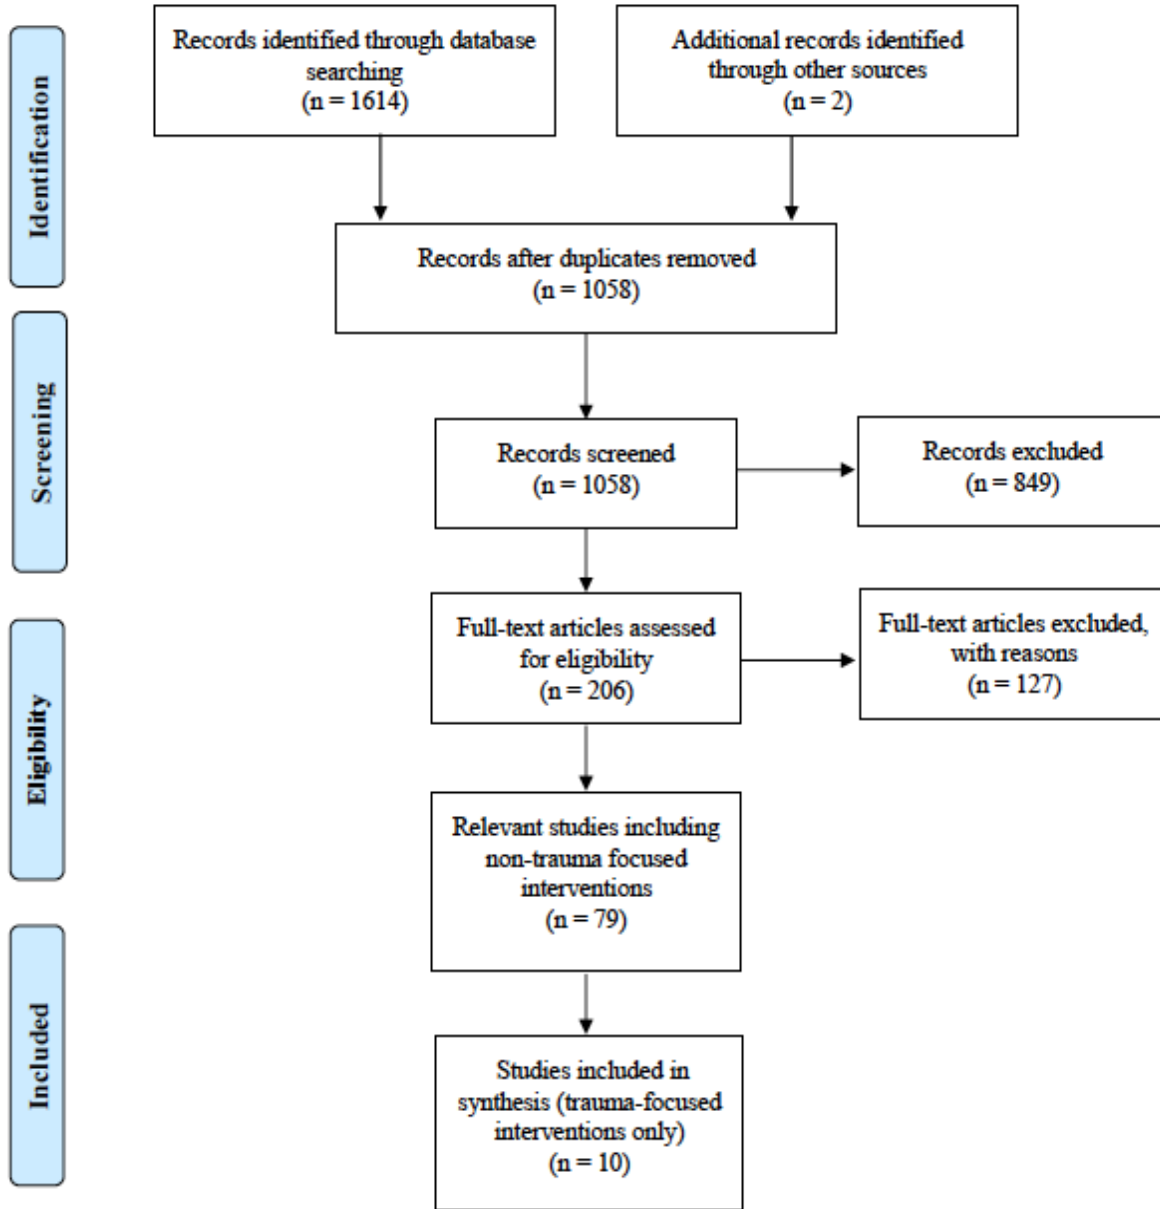 Identification
Records identified through database
searching
(n = 1614)
Additional records identified
through other sources
(n = 2)
Records after duplicates removed
(n = 1058)
Screening
Records screened
(n = 1058)
Records excluded
(n = 849)
Eligibility
Full-text articles assessed
for eligibility
(n = 206)
Full-text articles excluded,
with reasons
(n = 127)
Relevant studies including
non-trauma focused
interventions
(n = 79)
Included
Studies included in
synthesis (trauma-focused
interventions only)
(n = 10)